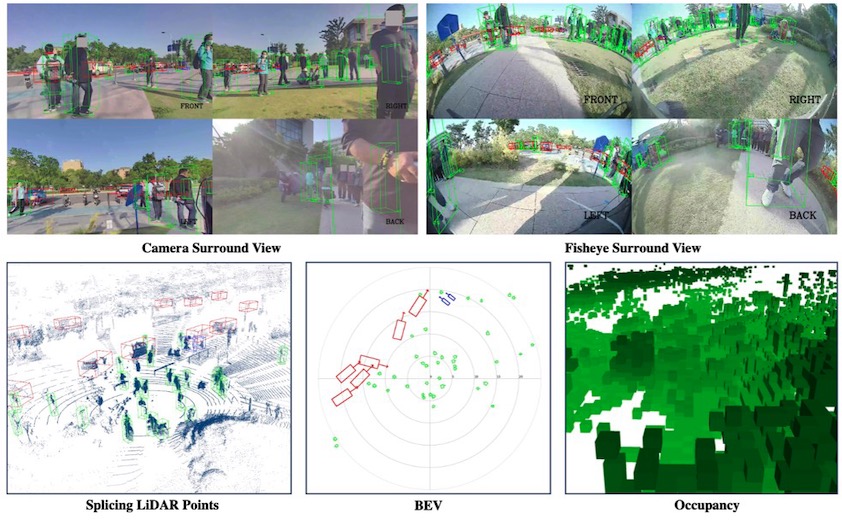 FRONT
RIGHT
BACK
FRONT
RIGHT
LEFT
BACK
Camera Surround View
Fisheye Surround View
Splicing LiDAR Points
BEV
Occupancy